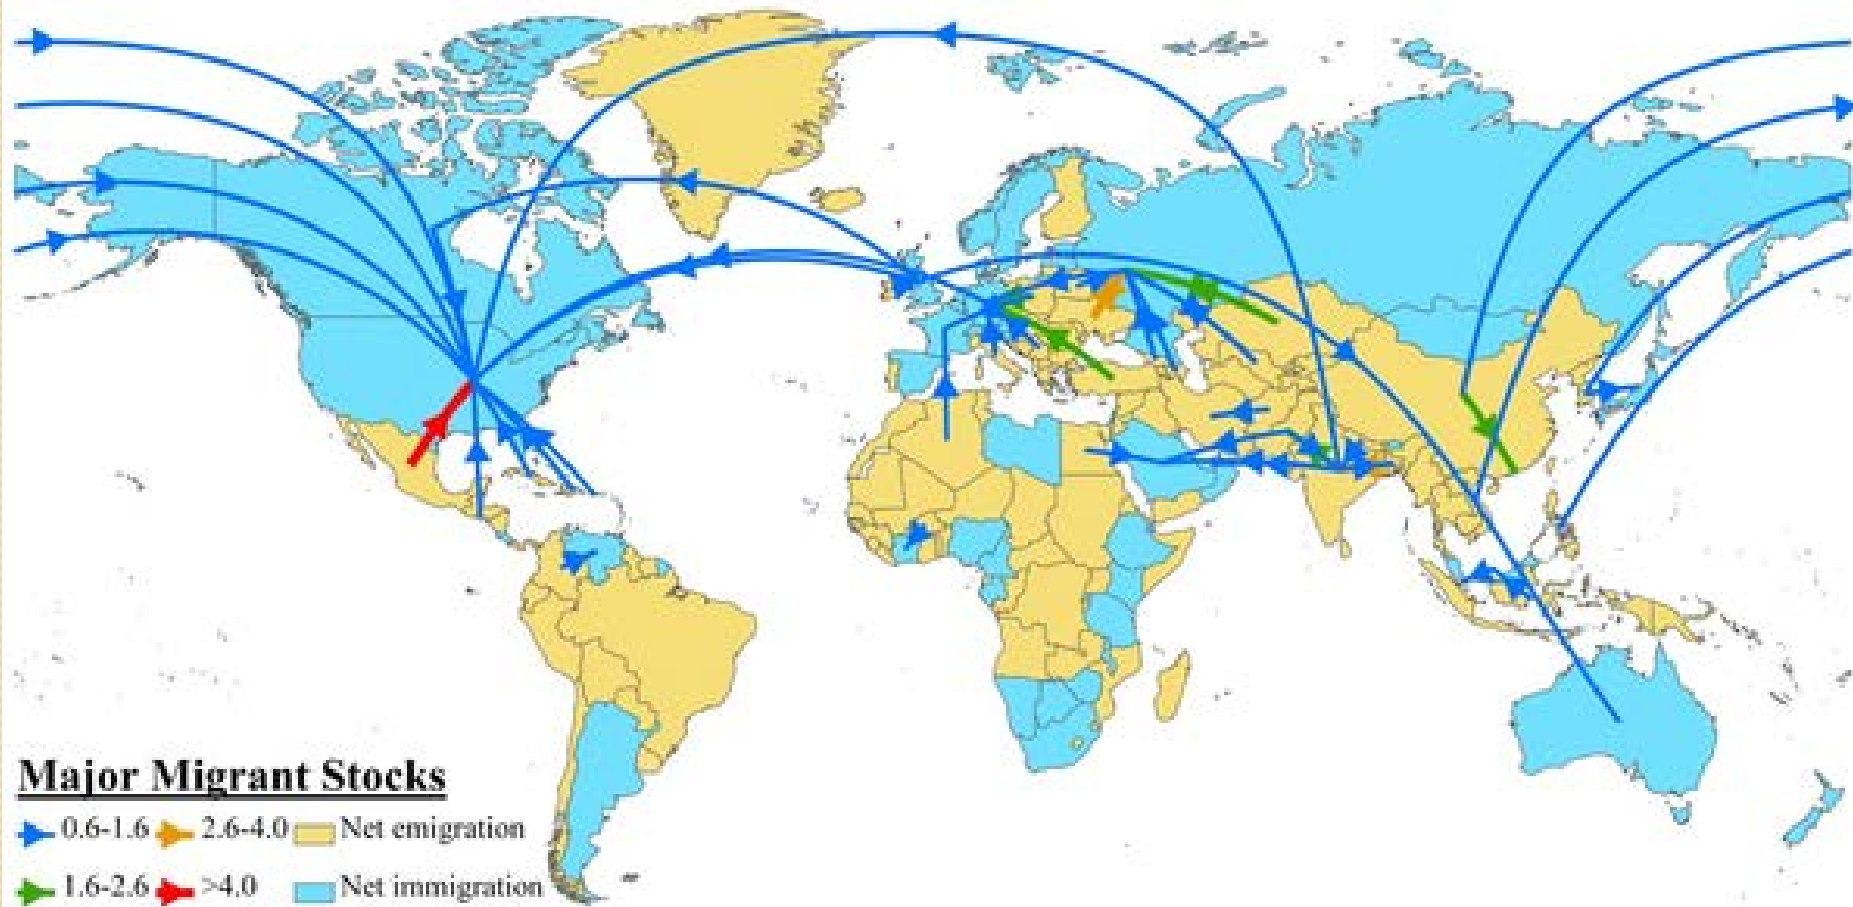 Major Migrant Stocks
0.6-1.6 2.6-4.0 Net emigration
1.6-2.6 >4.0 Net immigration